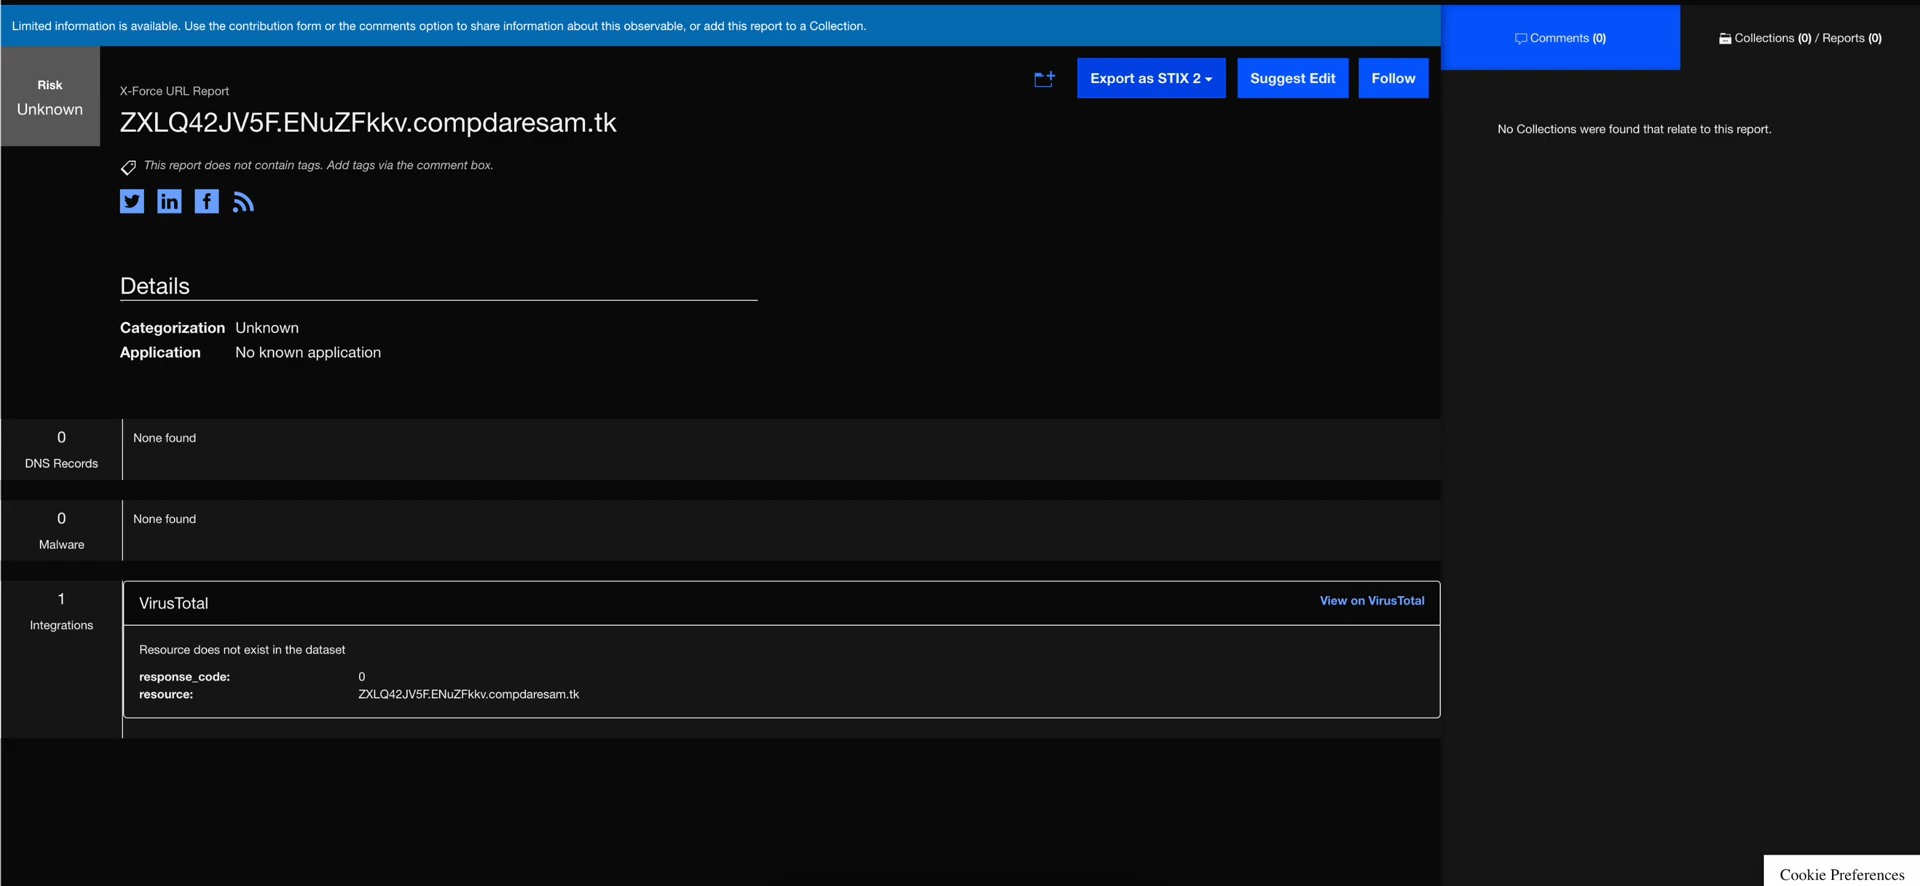 Limited information is available. Use the contribution form or the comments option to share information about this observable, or add this report to a Collection.
Comments (0)
Collections (0) / Reports (0)
Risk
Unknown
X-Force URL Report
ZXLQ42JV5F.ENuZFkkv.compdaresam.tk
Export as STIX 2
Suggest Edit
Follow
No Collections were found that relate to this report.
This report does not contain tags. Add tags via the comment box.
Details
Categorization Unknown
Application No known application
0
DNS Records
None found
0
Malware
None found
1
Integrations
VirusTotal
View on VirusTotal
Resource does not exist in the dataset
response_code: 0
resource: ZXLQ42JV5F.ENuZFkkv.compdaresam.tk
Cookie Preferences